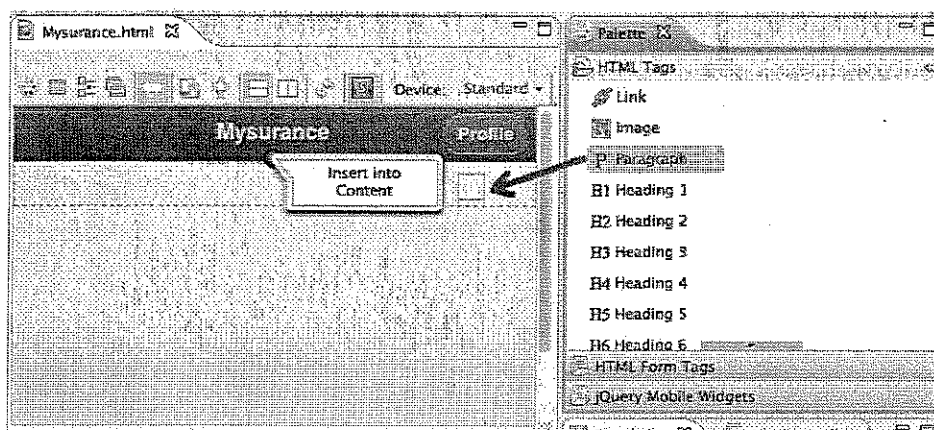 Mysurance.html
Device: Standard
Mysurance
Profile
Insert into
Content
Palette
HTML Tags
Link
Image
P Paragraph
H1 Heading 1
H2 Heading 2
H3 Heading 3
H4 Heading 4
H5 Heading 5
H6 Heading 6
HTML Form Tags
jQuery Mobile Widgets